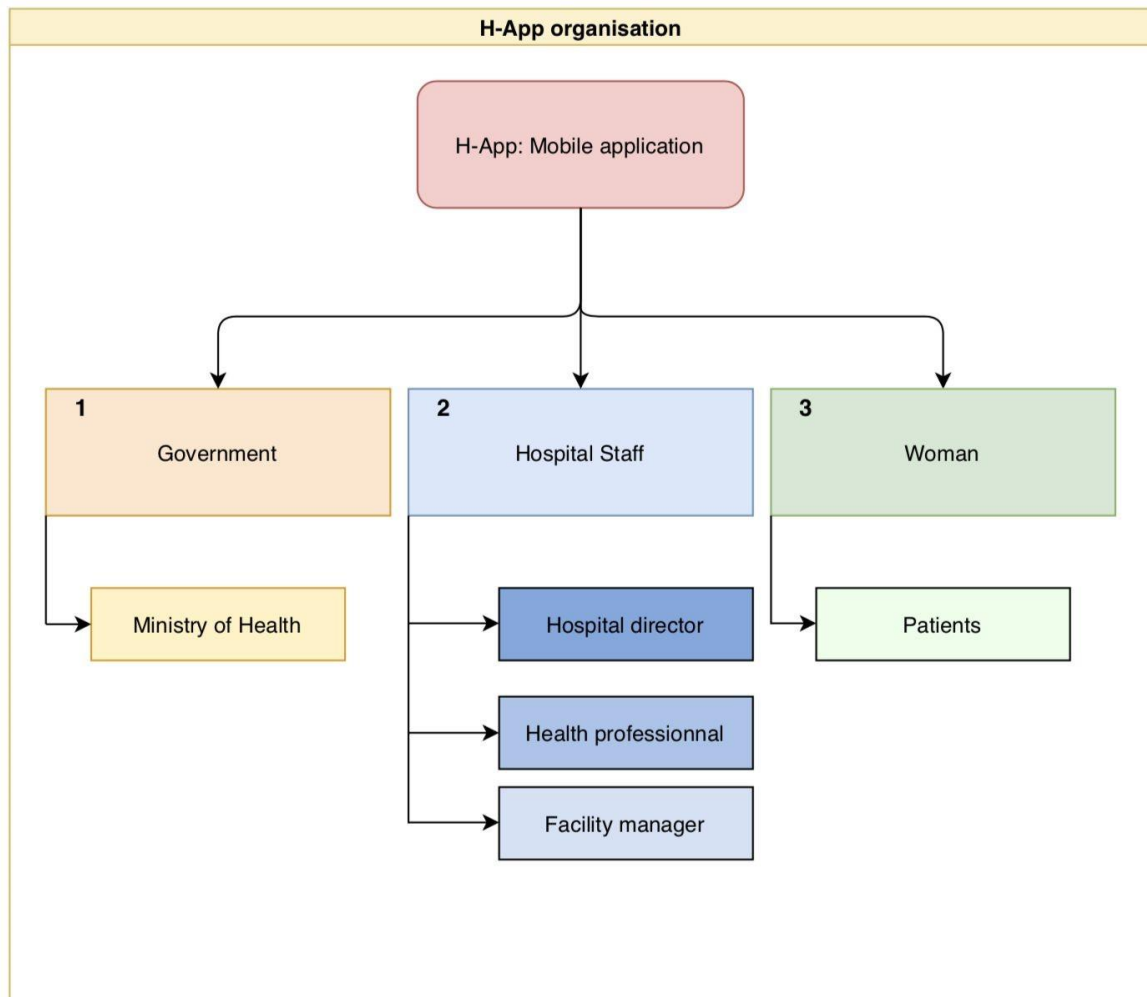 H-App organisation
H-App: Mobile application
1
Government
2
Hospital Staff
3
Woman
Ministry of Health
Hospital director
Patients
Health professionnal
Facility manager